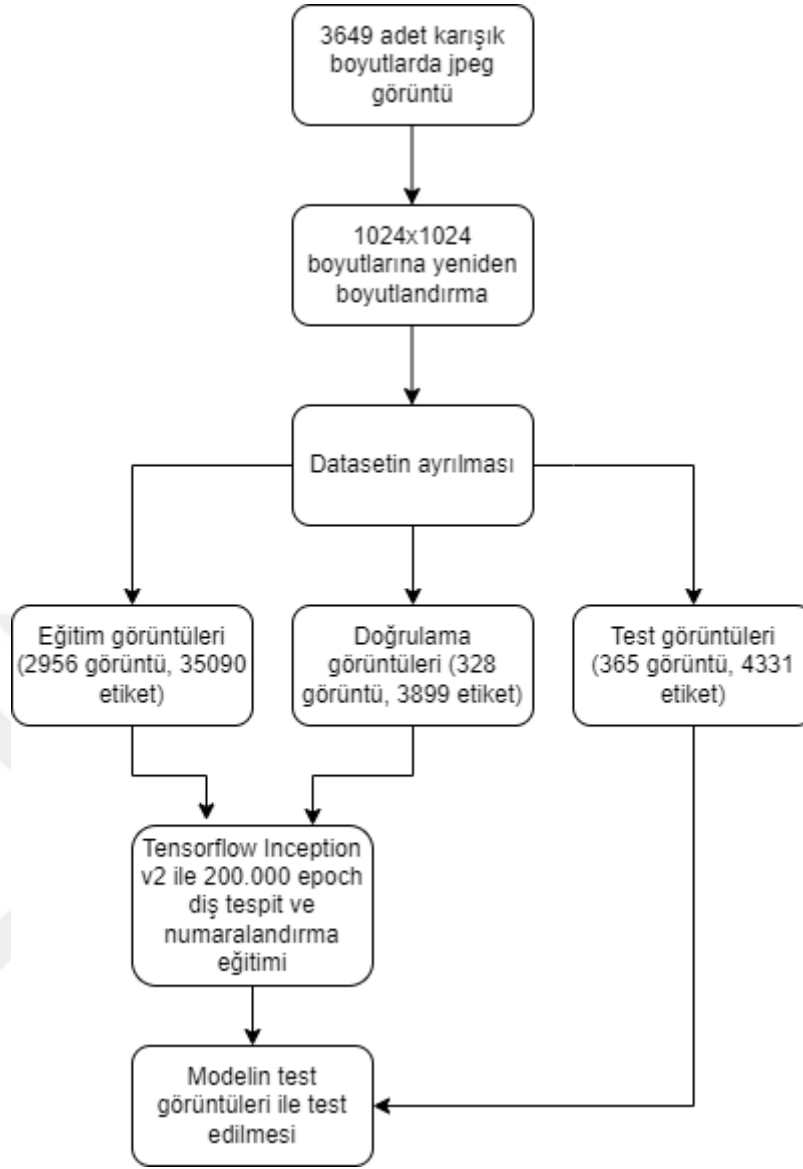 3649 adet karışık
boyutlarda jpeg
görüntü
1024x1024
boyutlarına yeniden
boyutlandırma
Datasetin ayrılması
Eğitim görüntüleri
(2956 görüntü, 35090
etiket)
Doğrulama
görüntüleri (328
görüntü, 3899 etiket)
Test görüntüleri
(365 görüntü, 4331
etiket)
Tensorflow Inception
v2 ile 200.000 epoch
diş tespit ve
numaralandırma
eğitimi
Modelin test
görüntüleri ile test
edilmesi